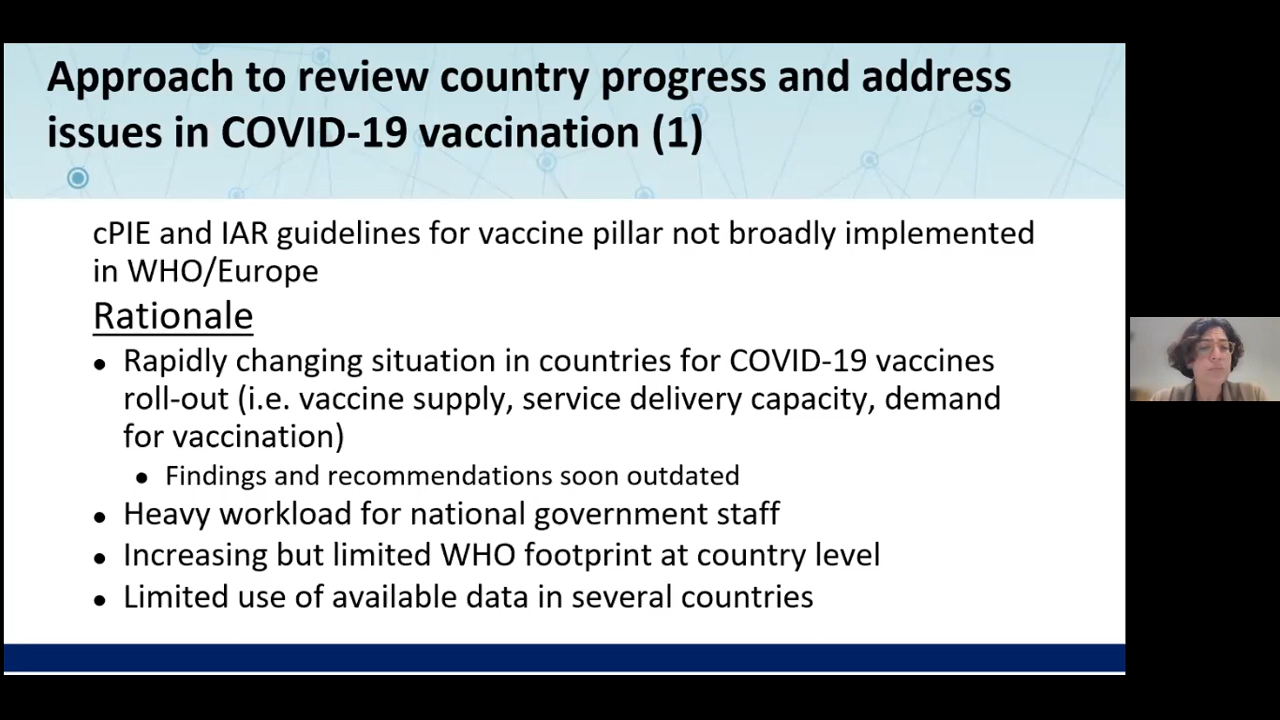 Approach to review country progress and address
issues in COVID-19 vaccination (1)
cPIE and IAR guidelines for vaccine pillar not broadly implemented
in WHO/Europe
Rationale
• Rapidly changing situation in countries for COVID-19 vaccines
roll-out (i.e. vaccine supply, service delivery capacity, demand
for vaccination)
• Findings and recommendations soon outdated
• Heavy workload for national government staff
• Increasing but limited WHO footprint at country level
• Limited use of available data in several countries